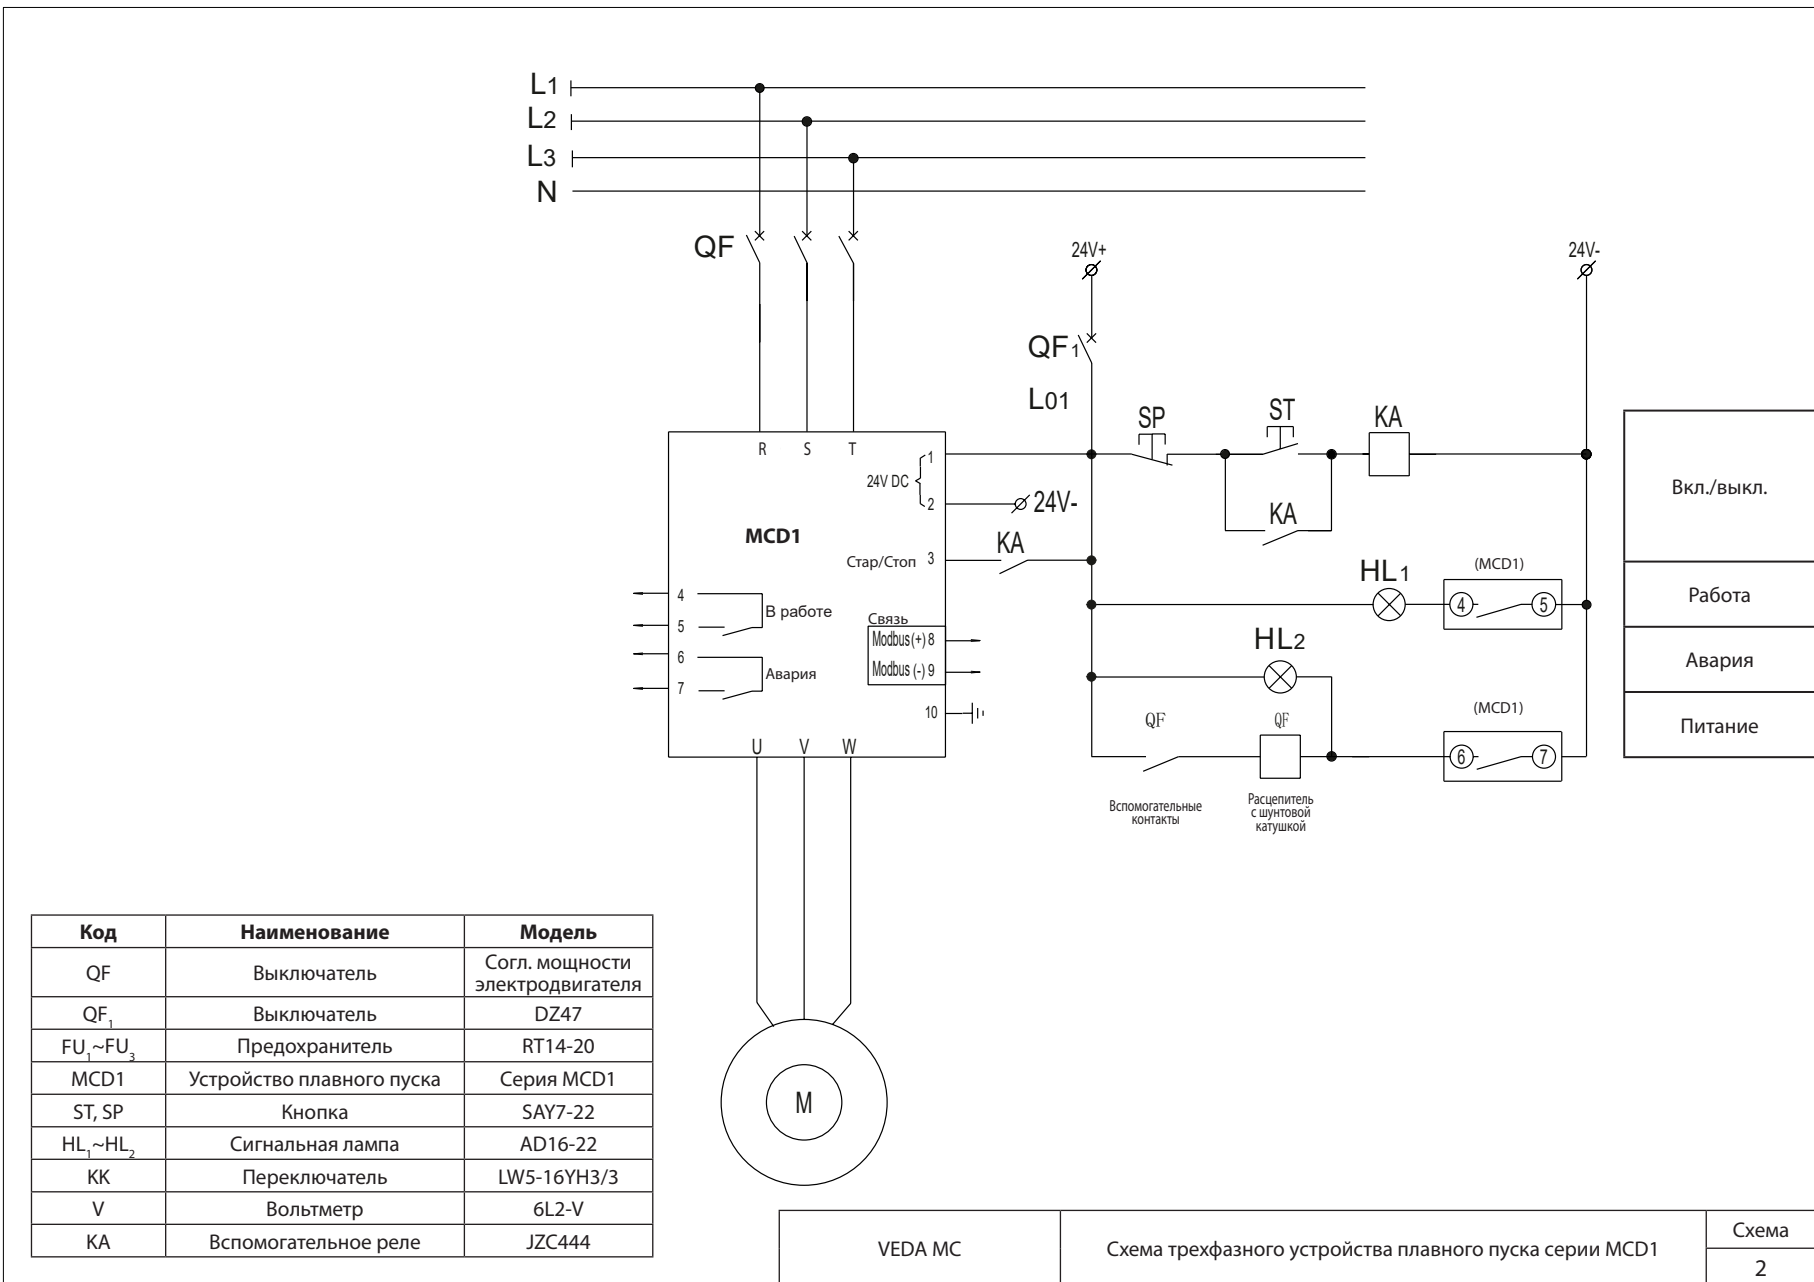 L1
L2
L3
N
QF
24V+
24V-
QF1
L01
SP
ST
KA
KA
R S T
24V DC
1
2
24V-
MCD1
Стар/Стоп 3
KA
4
5
В работе
6
7
Авария
Связь
Modbus(+) 8
Modbus (-) 9
10
U V W
M
HL1
(MCD1)
4 5
HL2
QF
QF
(MCD1)
6 7
Вспомогательные
контакты
Расцепитель
с шунтовой
катушкой
Вкл./выкл.
Работа
Авария
Питание
Код Наименование Модель
QF Выключатель Согл. мощности
электродвигателя
QF1 Выключатель DZ47
FU1~FU3 Предохранитель RT14-20
MCD1 Устройство плавного пуска Серия MCD1
ST, SP Кнопка SAY7-22
HL1~HL2 Сигнальная лампа AD16-22
KK Переключатель LW5-16YH3/3
V Вольтметр 6L2-V
KA Вспомогательное реле JZC444
VEDA MC
Схема трехфазного устройства плавного пуска серии MCD1
Схема
2